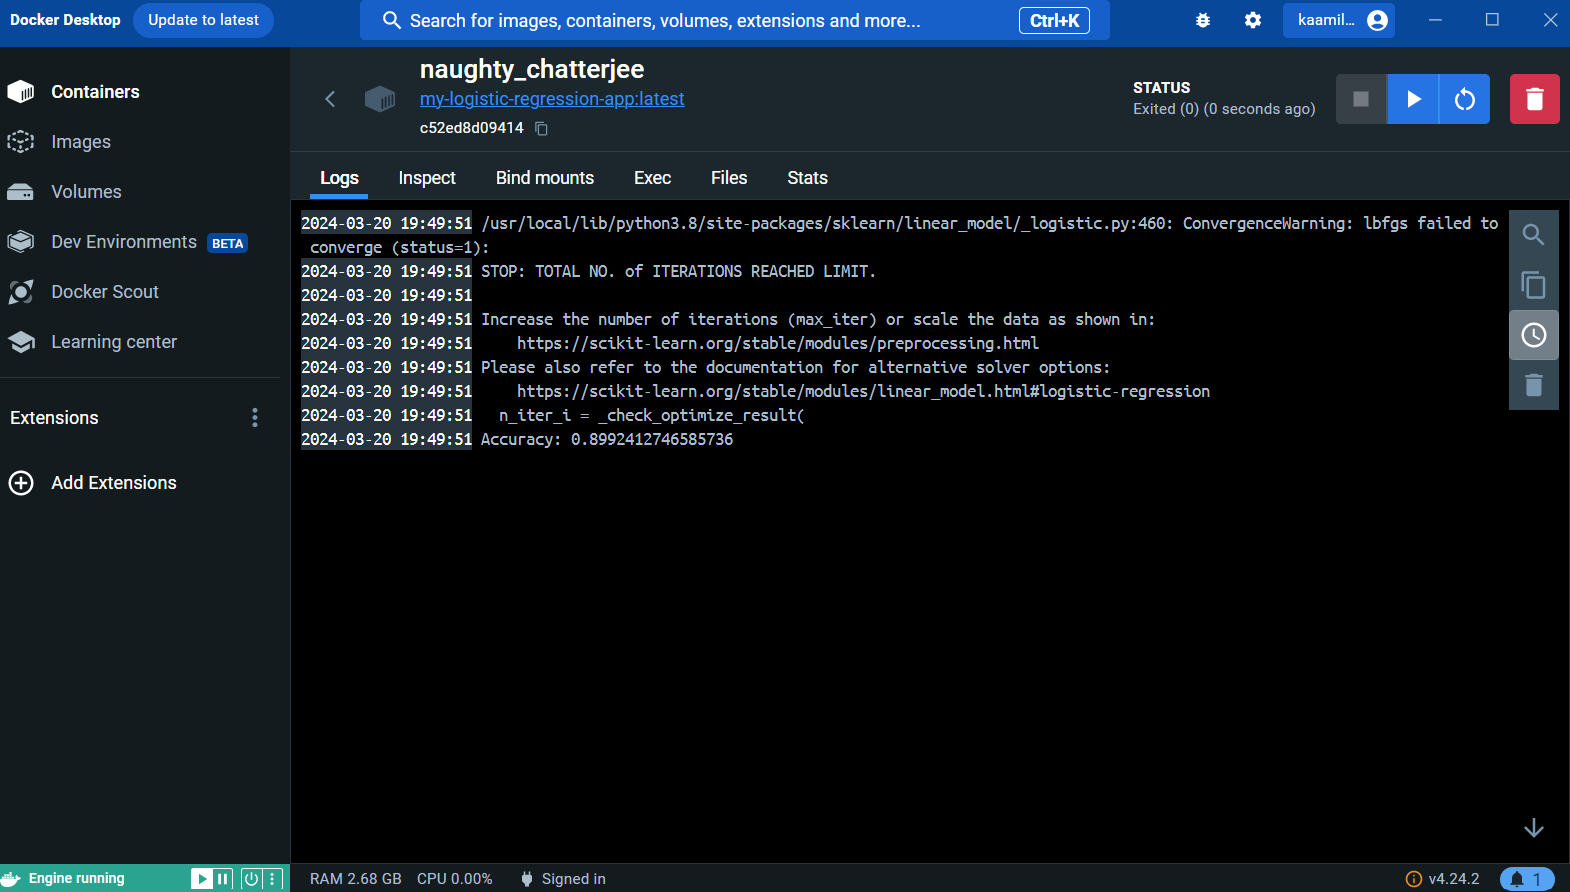 Docker Desktop
Update to latest
Search for images, containers, volumes, extensions and more...
Ctrl+K
kaamil...
Containers
Images
Volumes
Dev Environments BETA
Docker Scout
Learning center
Extensions
Add Extensions
naughty_chatterjee
my-logistic-regression-app:latest
c52ed8d09414
STATUS
Exited (0) (0 seconds ago)
Logs Inspect Bind mounts Exec Files Stats
2024-03-20 19:49:51 /usr/local/lib/python3.8/site-packages/sklearn/linear_model/_logistic.py:460: ConvergenceWarning: lbfgs failed to
converge (status=1):
2024-03-20 19:49:51 STOP: TOTAL NO. of ITERATIONS REACHED LIMIT.
2024-03-20 19:49:51
2024-03-20 19:49:51 Increase the number of iterations (max_iter) or scale the data as shown in:
2024-03-20 19:49:51     https://scikit-learn.org/stable/modules/preprocessing.html
2024-03-20 19:49:51 Please also refer to the documentation for alternative solver options:
2024-03-20 19:49:51     https://scikit-learn.org/stable/modules/linear_model.html#logistic-regression
2024-03-20 19:49:51   n_iter_i = _check_optimize_result(
2024-03-20 19:49:51 Accuracy: 0.8992412746585736
Engine running
RAM 2.68 GB CPU 0.00% Signed in
v4.24.2
1